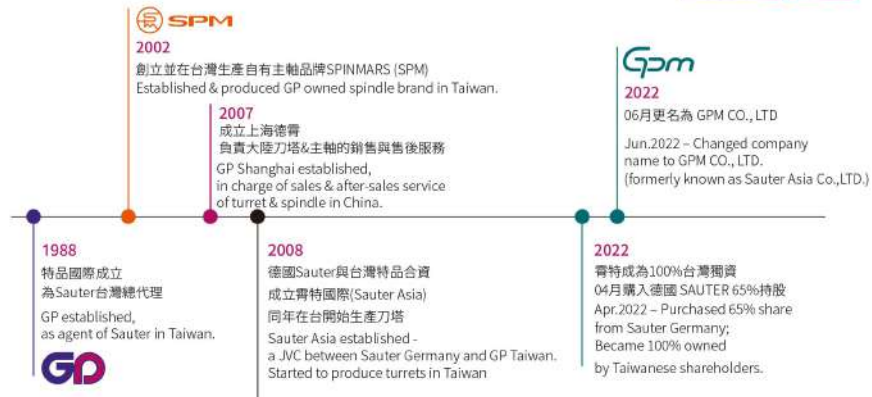 SPM
2002
創立並在台灣生產自有主軸品牌SPINMARS (SPM)
Established & produced GP owned spindle brand in Taiwan.
2007
成立上海德霄
負責大陸刀塔&主軸的銷售與售後服務
GP Shanghai established,
in charge of sales & after-sales service
of turret & spindle in China.
Gpm
2022
06月更名為 GPM CO., LTD
Jun.2022 – Changed company
name to GPM CO., LTD.
(formerly known as Sauter Asia Co.,LTD.)
1988
特品國際成立
為Sauter台灣總代理
GP established,
as agent of Sauter in Taiwan.
GP
2008
德國Sauter與台灣特品合資
成立霄特國際(Sauter Asia)
同年在台開始生產刀塔
Sauter Asia established -
a JVC between Sauter Germany and GP Taiwan.
Started to produce turrets in Taiwan
2022
霄特成為100%台灣獨資
04月購入德國 SAUTER 65%持股
Apr.2022 – Purchased 65% share
from Sauter Germany;
Became 100% owned
by Taiwanese shareholders.